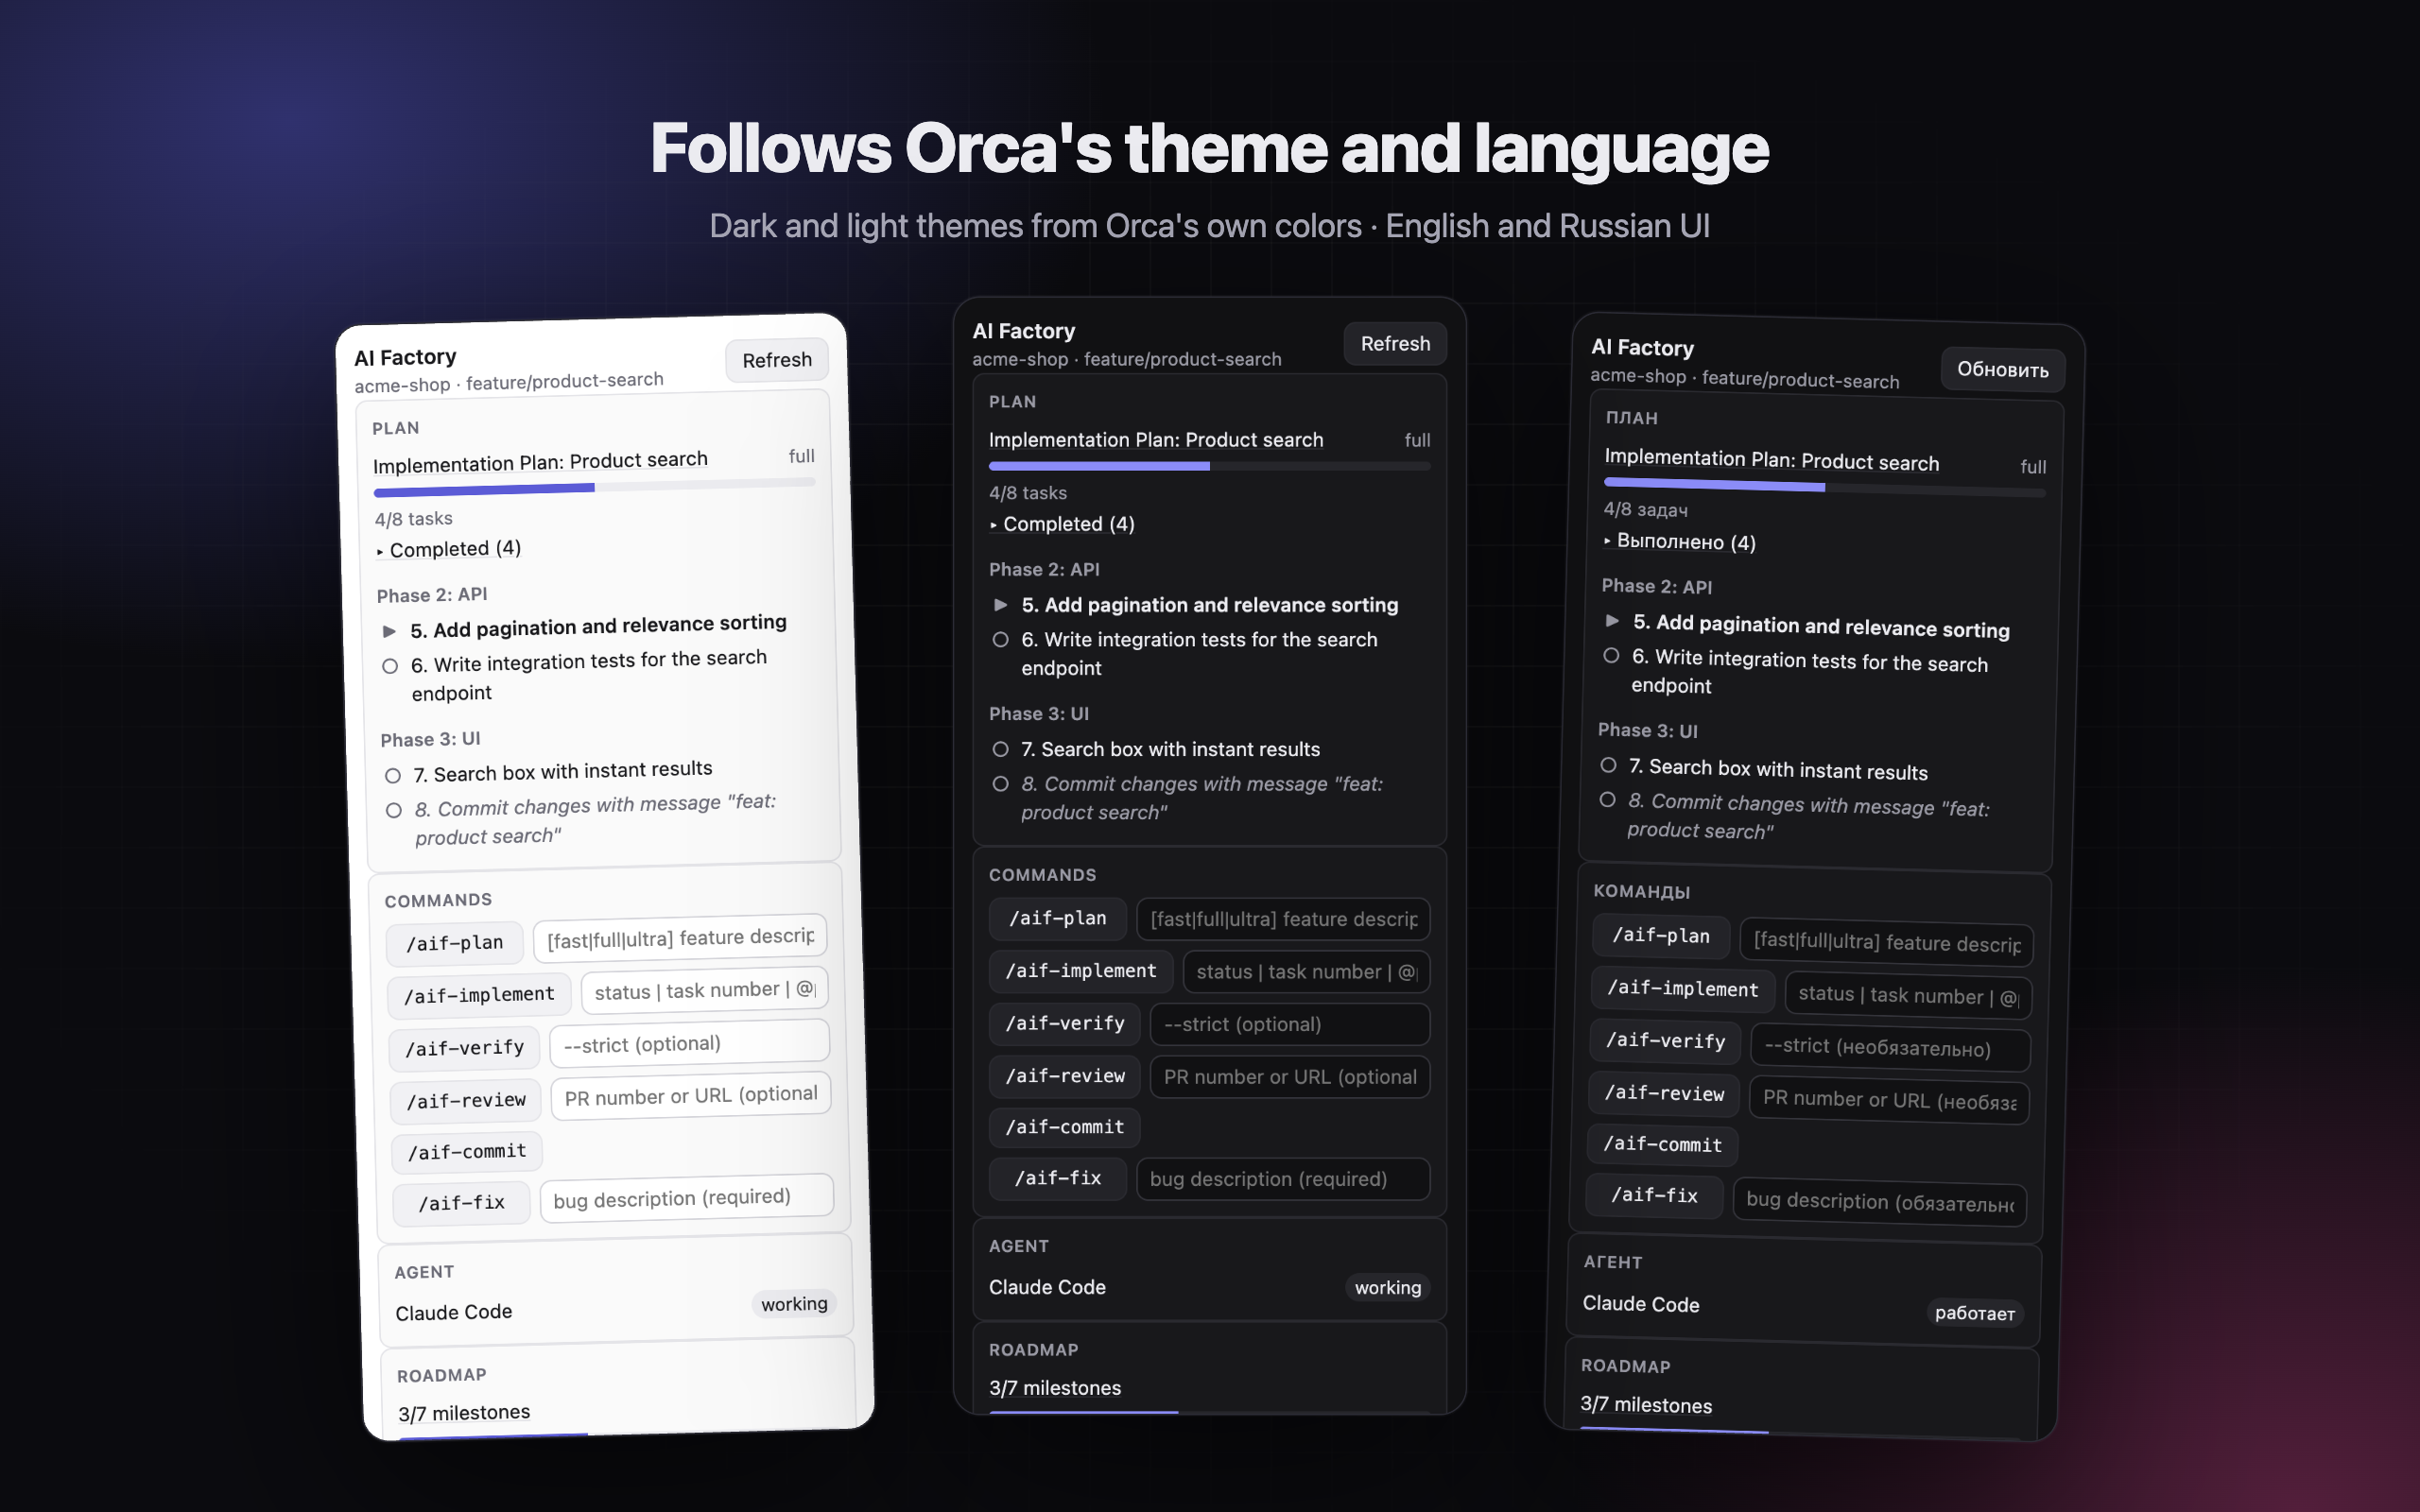 Follows Orca's theme and language
Dark and light themes from Orca's own colors · English and Russian UI
AI Factory
Refresh
acme-shop · feature/product-search
PLAN
Implementation Plan: Product search
full
4/8 tasks
▸ Completed (4)
Phase 2: API
5. Add pagination and relevance sorting
6. Write integration tests for the search
endpoint
Phase 3: UI
7. Search box with instant results
8. Commit changes with message "feat:
product search"
COMMANDS
/aif-plan
[fast|full|ultra] feature descrip
/aif-implement
status | task number | @
/aif-verify
--strict (optional)
/aif-review
PR number or URL (optional
/aif-commit
/aif-fix
bug description (required)
AGENT
Claude Code
working
ROADMAP
3/7 milestones
AI Factory
Refresh
acme-shop · feature/product-search
PLAN
Implementation Plan: Product search
full
4/8 tasks
▸ Completed (4)
Phase 2: API
5. Add pagination and relevance sorting
6. Write integration tests for the search
endpoint
Phase 3: UI
7. Search box with instant results
8. Commit changes with message "feat:
product search"
COMMANDS
/aif-plan
[fast|full|ultra] feature descrip
/aif-implement
status | task number | @
/aif-verify
--strict (optional)
/aif-review
PR number or URL (optional
/aif-commit
/aif-fix
bug description (required)
AGENT
Claude Code
working
ROADMAP
3/7 milestones
AI Factory
Обновить
acme-shop · feature/product-search
ПЛАН
Implementation Plan: Product search
full
4/8 задач
▸ Выполнено (4)
Phase 2: API
5. Add pagination and relevance sorting
6. Write integration tests for the search
endpoint
Phase 3: UI
7. Search box with instant results
8. Commit changes with message "feat:
product search"
КОМАНДЫ
/aif-plan
[fast|full|ultra] feature descrip
/aif-implement
status | task number | @
/aif-verify
--strict (необязательно)
/aif-review
PR number or URL (необяза
/aif-commit
/aif-fix
bug description (обязательно
АГЕНТ
Claude Code
работает
ROADMAP
3/7 milestones